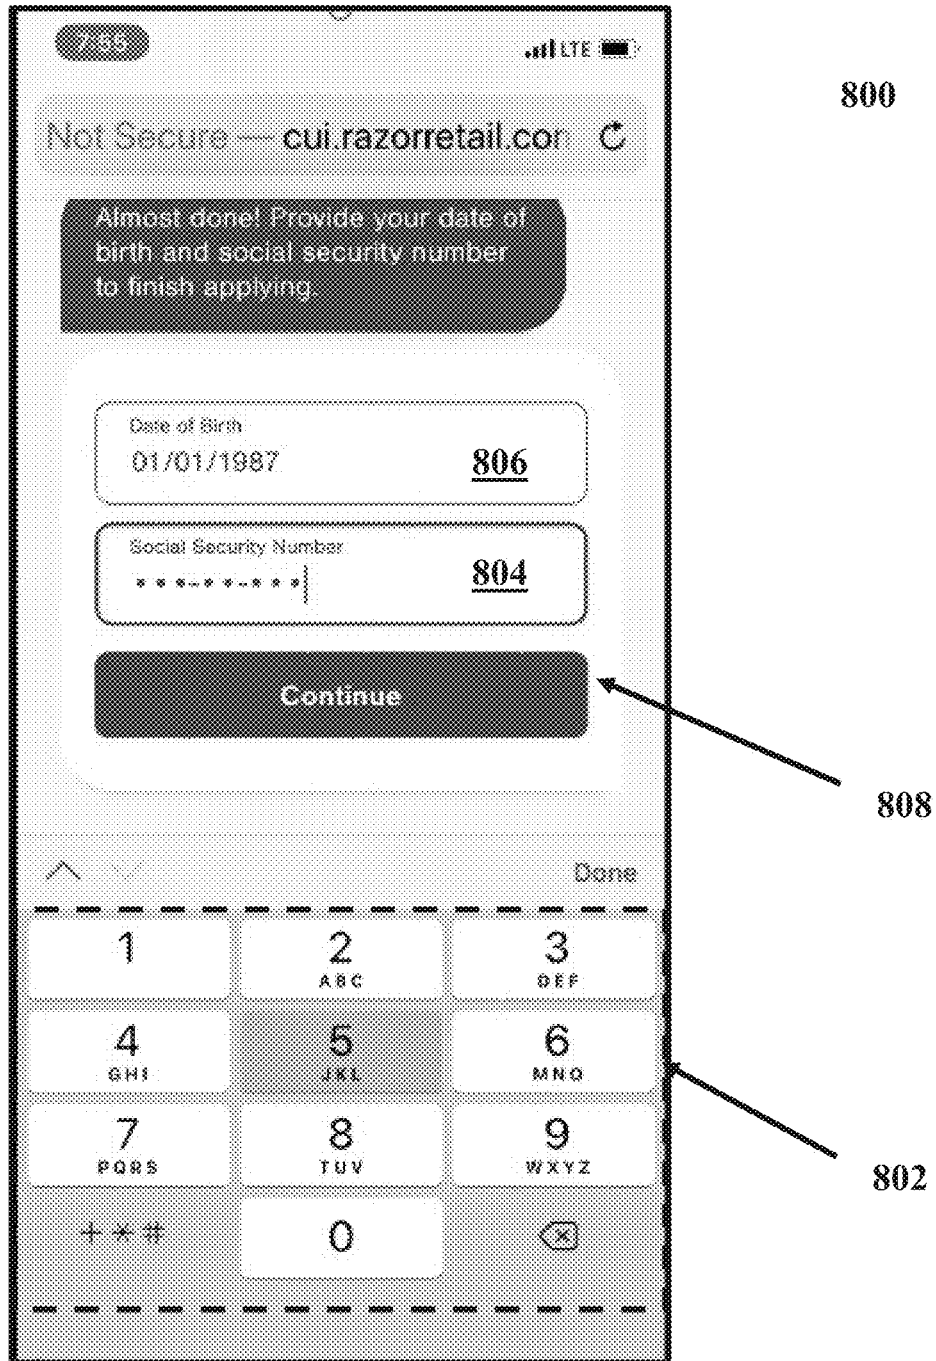 7:55
LTE
800
Not Secure — cui.razorretail.com
Almost done! Provide your date of
birth and social security number
to finish applying.
Date of Birth
01/01/1987
806
Social Security Number
•••-••-•••
804
Continue
808
Done
1
2
3
ABC
DEF
4
5
6
GHI
JKL
MNO
7
8
9
PQRS
TUV
WXYZ
802
+*#
0